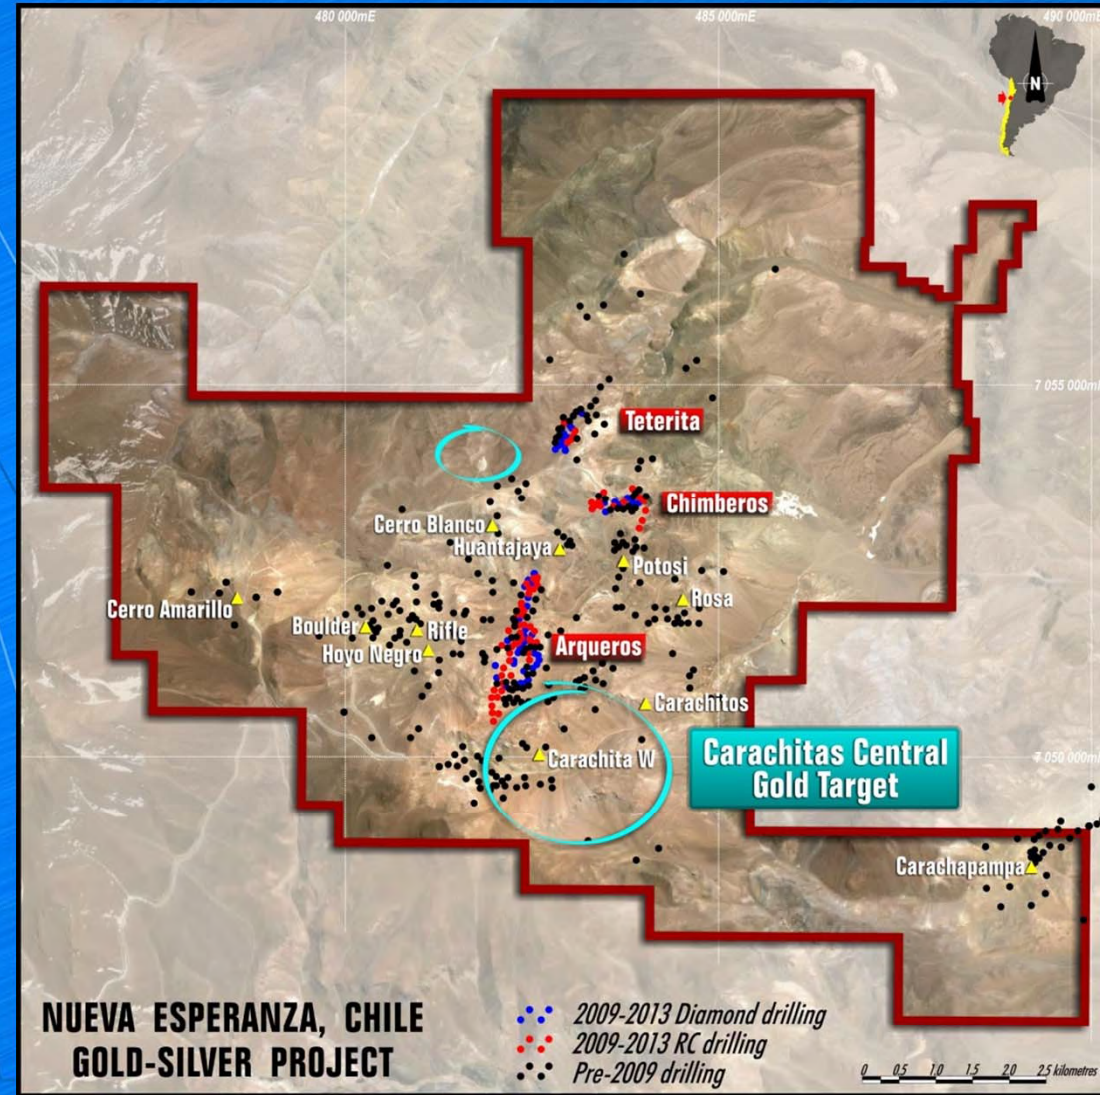 480 000mE
485 000mE
490 000mE
N
7 055 000m
Teterita
Chimberos
Cerro Blanco
Huantajaya
Potosi
Rosa
Cerro Amarillo
Boulder
Rifle
Hoyo Negro
Arqueros
Carachitos
Carachita W
Carachitas Central
Gold Target
7 050 000m
Carachapampa
NUEVA ESPERANZA, CHILE
GOLD-SILVER PROJECT
2009-2013 Diamond drilling
2009-2013 RC drilling
Pre-2009 drilling
0 0.5 1.0 1.5 2.0 2.5 kilometres